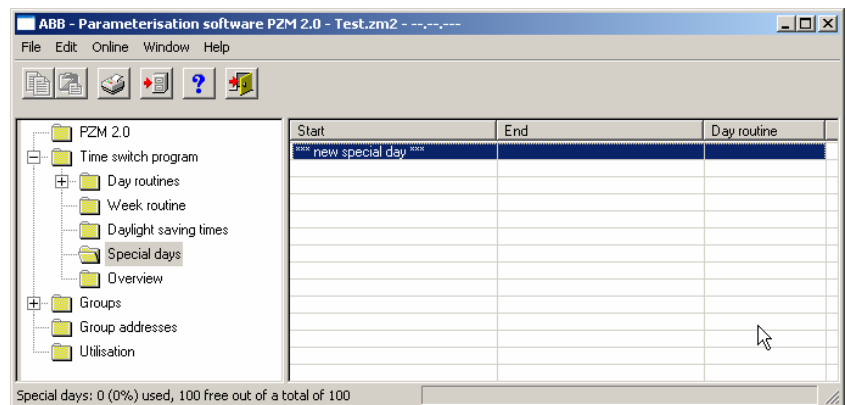 ABB - Parameterisation software PZM 2.0 - Test.zm2 - --.--.---
File Edit Online Window Help
PZM 2.0
Time switch program
Day routines
Week routine
Daylight saving times
Special days
Overview
Groups
Group addresses
Utilisation
Start End Day routine
*** new special day ***
Special days: 0 (0%) used, 100 free out of a total of 100